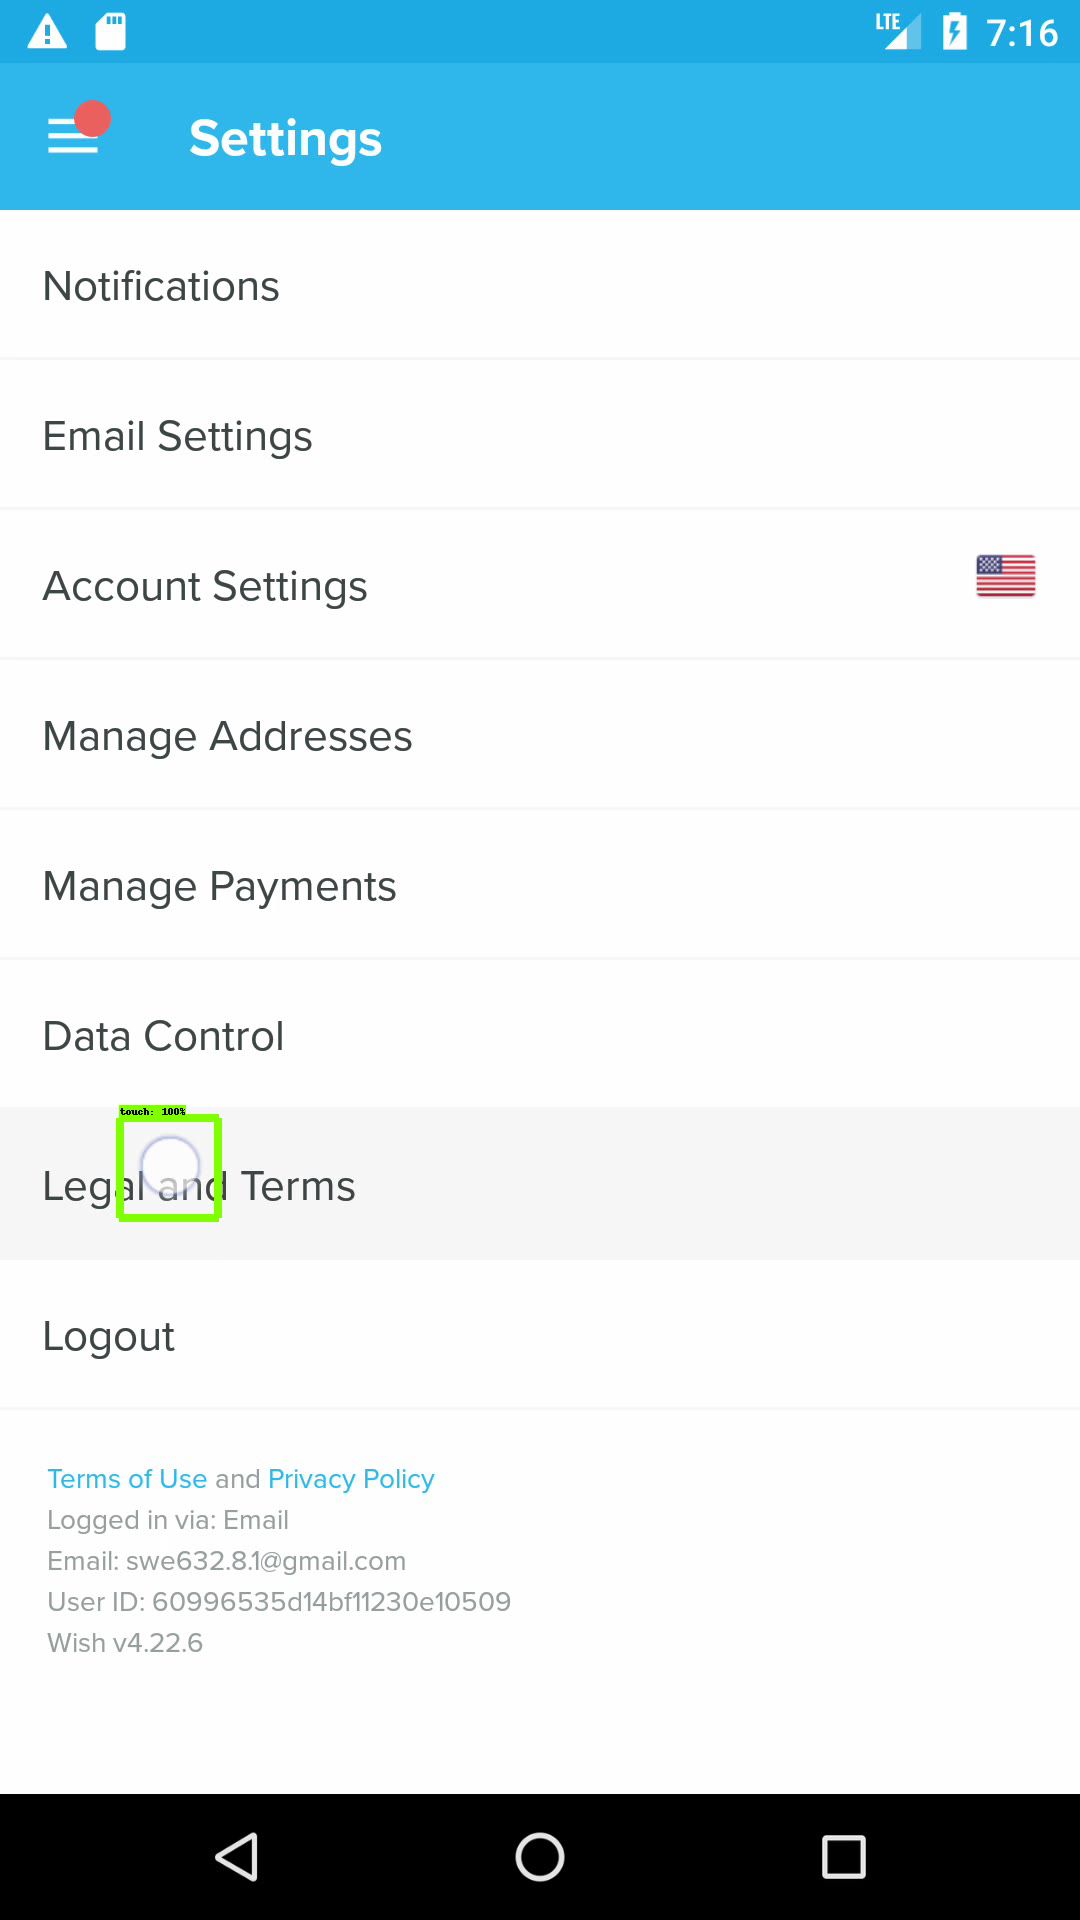 LTE 7:16
Settings
Notifications
Email Settings
Account Settings
Manage Addresses
Manage Payments
Data Control
touch: 100%
Legal and Terms
Logout
Terms of Use and Privacy Policy
Logged in via: Email
Email: swe632.8.1@gmail.com
User ID: 60996535d14bf11230e10509
Wish v4.22.6